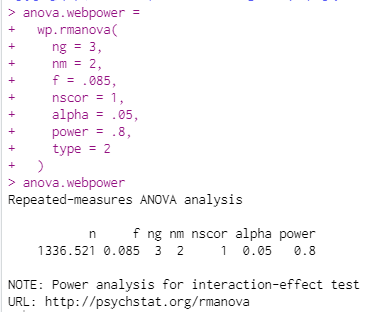 > anova.webpower =
+   wp.rmanova(
+     ng = 3,
+     nm = 2,
+     f = .085,
+     nscor = 1,
+     alpha = .05,
+     power = .8,
+     type = 2
+   )
> anova.webpower
Repeated-measures ANOVA analysis
n f ng nm nscor alpha power
1336.521 0.085 3 2 1 0.05 0.8
NOTE: Power analysis for interaction-effect test
URL: http://psychstat.org/rmanova